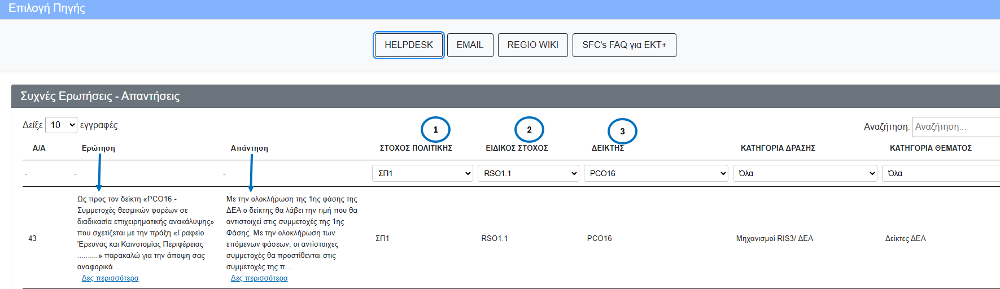 Επιλογή Πηγής
HELPDESK EMAIL REGIO WIKI SFC's FAQ για ΕΚΤ+
Συχνές Ερωτήσεις - Απαντήσεις
Δείξε 10 εγγραφές
1 2 3
Αναζήτηση: Αναζήτηση...
Α/Α Ερώτηση Απάντηση ΣΤΟΧΟΣ ΠΟΛΙΤΙΚΗΣ ΕΙΔΙΚΟΣ ΣΤΟΧΟΣ ΔΕΙΚΤΗΣ ΚΑΤΗΓΟΡΙΑ ΔΡΑΣΗΣ ΚΑΤΗΓΟΡΙΑ ΘΕΜΑΤΟΣ
- - - ΣΠ1 RSO1.1 PCO16 Όλα Όλα
43
Ως προς τον δείκτη «PCO16 -
Συμμετοχές θεσμικών φορέων σε
διαδικασία επιχειρηματικής ανακάλυψης»
που σχετίζεται με την πράξη «Γραφείο
Έρευνας και Καινοτομίας Περιφέρειας
..........» παρακαλώ για την άποψη σας
αναφορικά...
Δες περισσότερα
Με την ολοκλήρωση της 1ης φάσης της
ΔΕΑ ο δείκτης θα λάβει την τιμή που θα
αντιστοιχεί στις συμμετοχές της 1ης
Φάσης. Με την ολοκλήρωση των
επόμενων φάσεων, οι αντίστοιχες
συμμετοχές θα προστίθενται στις
συμμετοχές της π...
Δες περισσότερα
ΣΠ1
RSO1.1
PCO16
Μηχανισμοί RIS3/ ΔΕΑ
Δείκτες ΔΕΑ